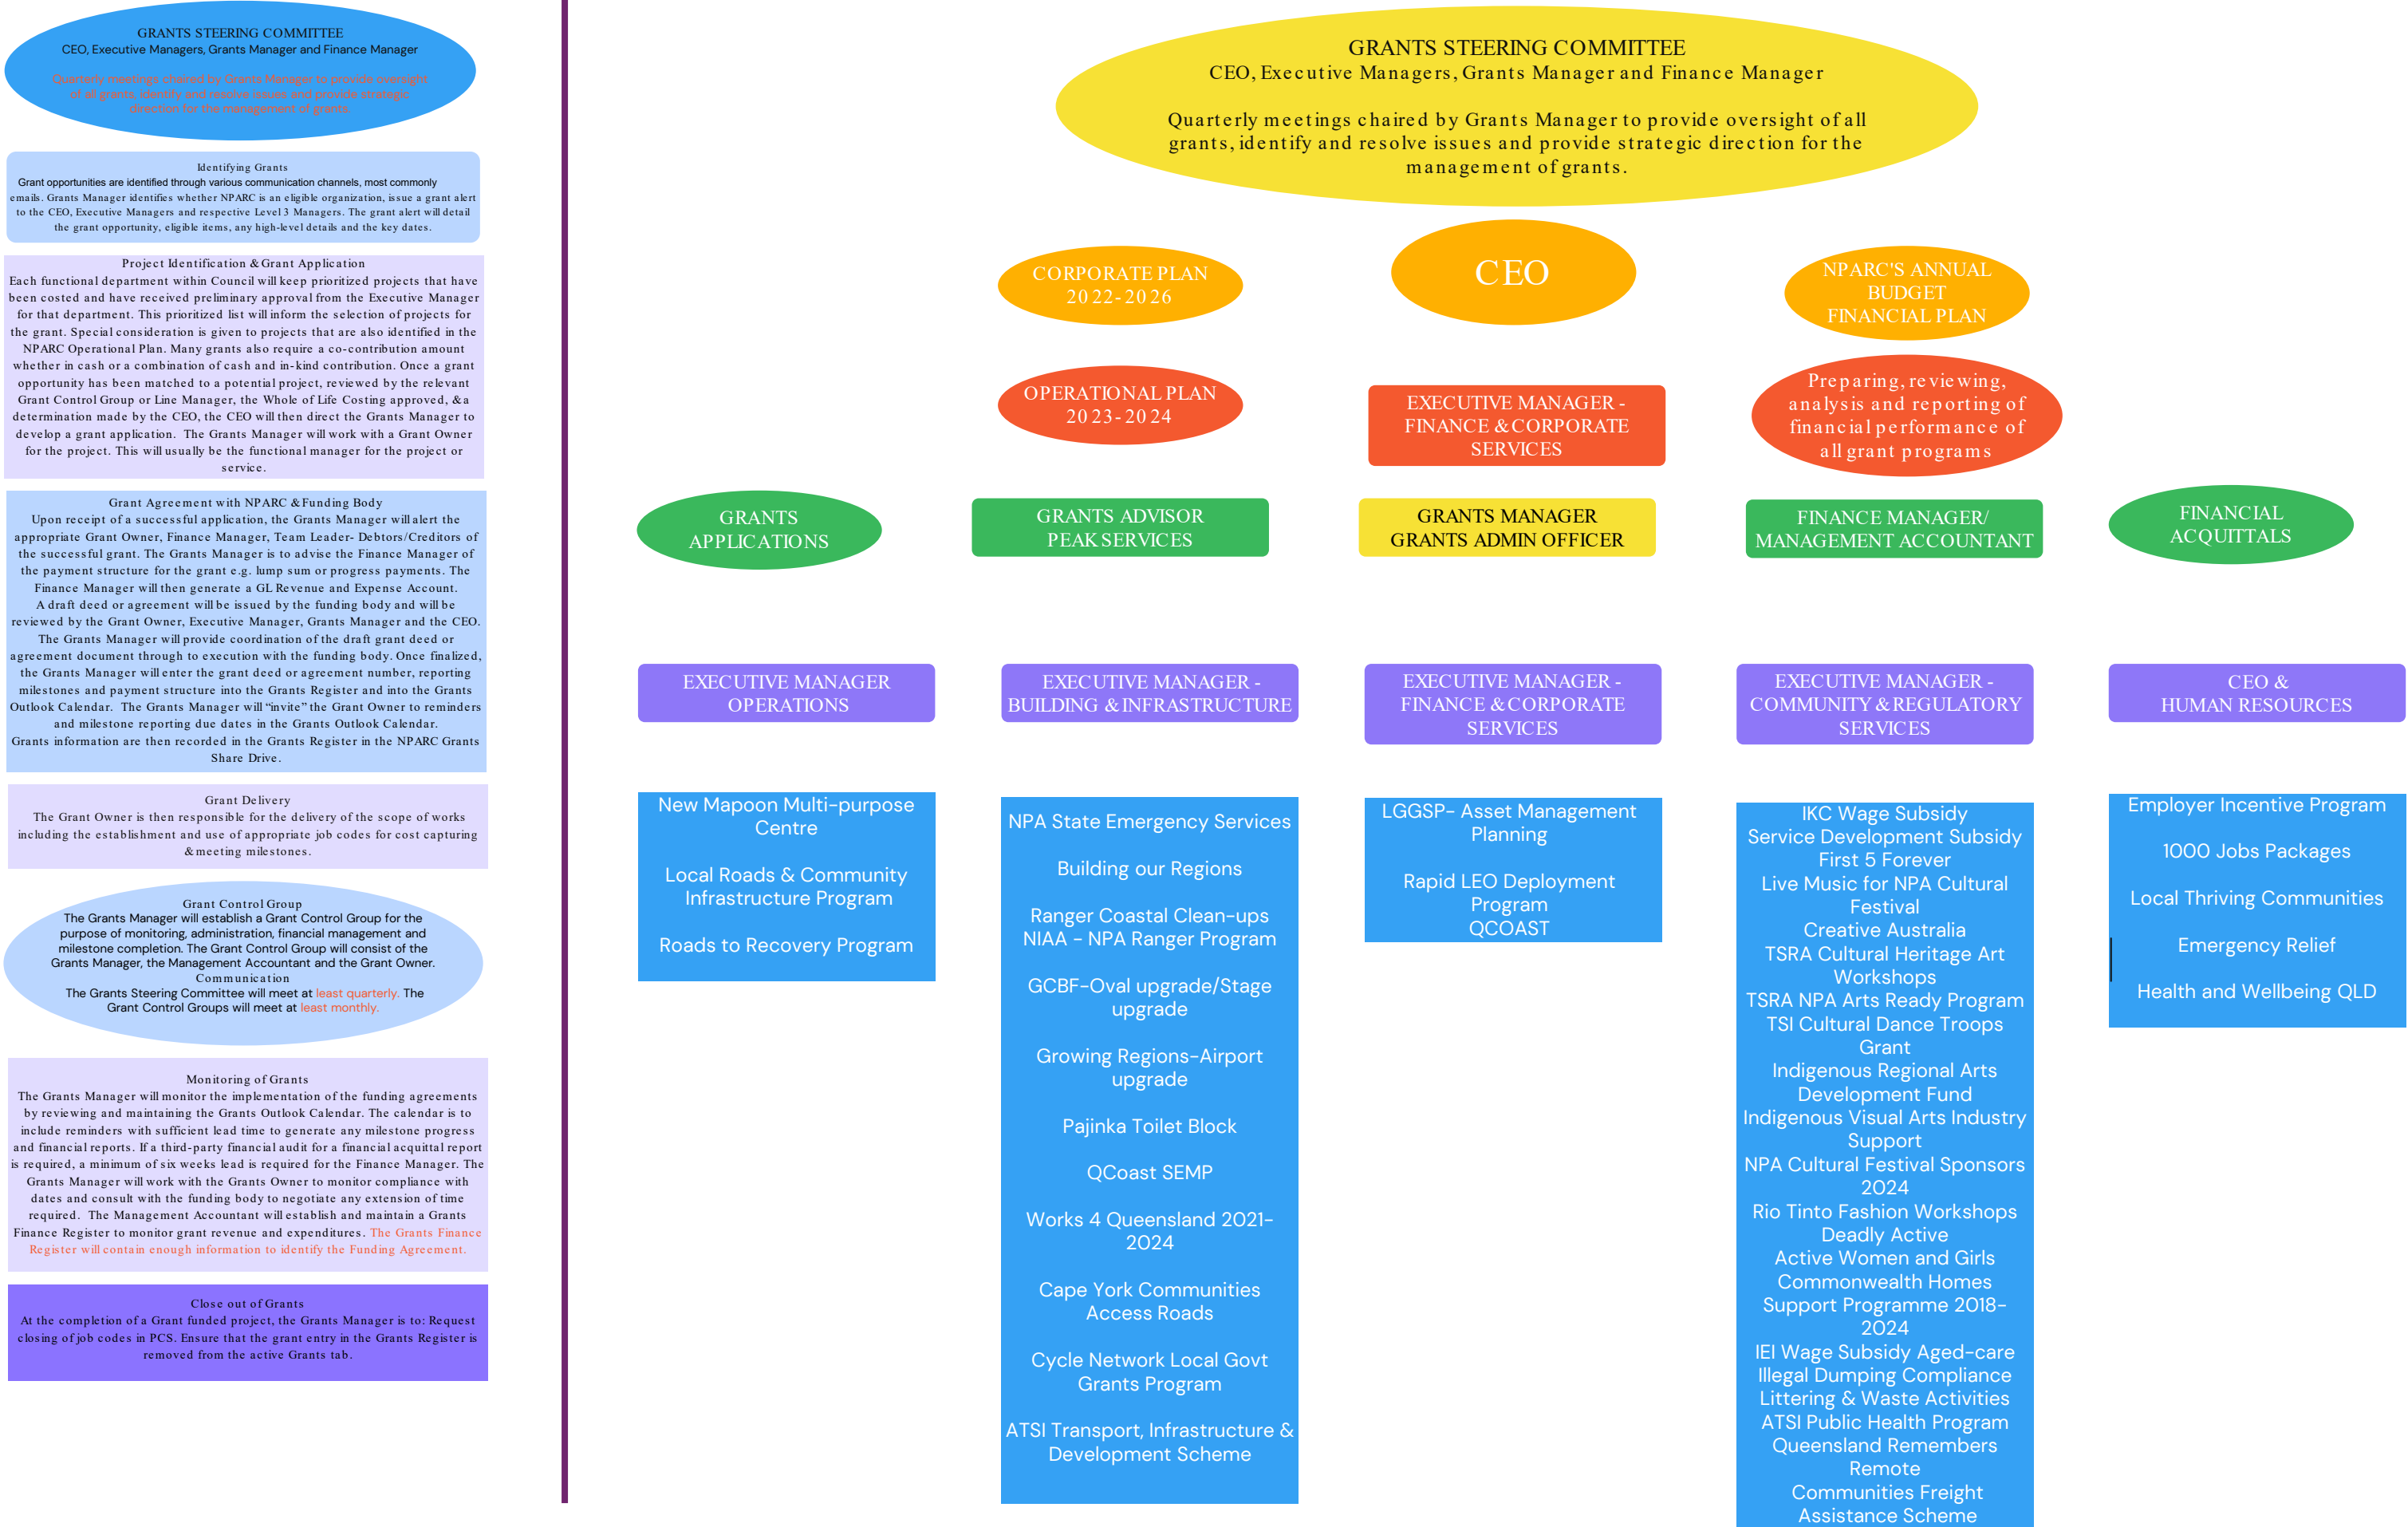 GRANTS STEERING COMMITTEE
CEO, Executive Managers, Grants Manager and Finance Manager
Quarterly meetings chaired by Grants Manager to provide oversight
of all grants, identify and resolve issues and provide strategic
direction for the management of grants.
Identifying Grants
Grant opportunities are identified through various communication channels, most commonly
emails. Grants Manager identifies whether NPARC is an eligible organization, issue a grant alert
to the CEO, Executive Managers and respective Level 3 Managers. The grant alert will detail
the grant opportunity, eligible items, any high-level details and the key dates.
Project Identification & Grant Application
Each functional department within Council will keep prioritized projects that have
been costed and have received preliminary approval from the Executive Manager
for that department. This prioritized list will inform the selection of projects for
the grant. Special consideration is given to projects that are also identified in the
NPARC Operational Plan. Many grants also require a co-contribution amount
whether in cash or a combination of cash and in-kind contribution. Once a grant
opportunity has been matched to a potential project, reviewed by the relevant
Grant Control Group or Line Manager, the Whole of Life Costing approved, & a
determination made by the CEO, the CEO will then direct the Grants Manager to
develop a grant application. The Grants Manager will work with a Grant Owner
for the project. This will usually be the functional manager for the project or
service.
Grant Agreement with NPARC & Funding Body
Upon receipt of a successful application, the Grants Manager will alert the
appropriate Grant Owner, Finance Manager, Team Leader- Debtors/Creditors of
the successful grant. The Grants Manager is to advise the Finance Manager of
the payment structure for the grant e.g. lump sum or progress payments. The
Finance Manager will then generate a GL Revenue and Expense Account.
A draft deed or agreement will be issued by the funding body and will be
reviewed by the Grant Owner, Executive Manager, Grants Manager and the CEO.
The Grants Manager will provide coordination of the draft grant deed or
agreement document through to execution with the funding body. Once finalized,
the Grants Manager will enter the grant deed or agreement number, reporting
milestones and payment structure into the Grants Register and into the Grants
Outlook Calendar. The Grants Manager will “invite” the Grant Owner to reminders
and milestone reporting due dates in the Grants Outlook Calendar.
Grants information are then recorded in the Grants Register in the NPARC Grants
Share Drive.
Grant Delivery
The Grant Owner is then responsible for the delivery of the scope of works
including the establishment and use of appropriate job codes for cost capturing
& meeting milestones.
Grant Control Group
The Grants Manager will establish a Grant Control Group for the
purpose of monitoring, administration, financial management and
milestone completion. The Grant Control Group will consist of the
Grants Manager, the Management Accountant and the Grant Owner.
Communication
The Grants Steering Committee will meet at least quarterly. The
Grant Control Groups will meet at least monthly.
Monitoring of Grants
The Grants Manager will monitor the implementation of the funding agreements
by reviewing and maintaining the Grants Outlook Calendar. The calendar is to
include reminders with sufficient lead time to generate any milestone progress
and financial reports. If a third-party financial audit for a financial acquittal report
is required, a minimum of six weeks lead is required for the Finance Manager. The
Grants Manager will work with the Grants Owner to monitor compliance with
dates and consult with the funding body to negotiate any extension of time
required. The Management Accountant will establish and maintain a Grants
Finance Register to monitor grant revenue and expenditures. The Grants Finance
Register will contain enough information to identify the Funding Agreement.
Close out of Grants
At the completion of a Grant funded project, the Grants Manager is to: Request
closing of job codes in PCS. Ensure that the grant entry in the Grants Register is
removed from the active Grants tab.
GRANTS STEERING COMMITTEE
CEO, Executive Managers, Grants Manager and Finance Manager
Quarterly meetings chaired by Grants Manager to provide oversight of all
grants, identify and resolve issues and provide strategic direction for the
management of grants.
CORPORATE PLAN
2022-2026
CEO
NPARC'S ANNUAL
BUDGET
FINANCIAL PLAN
OPERATIONAL PLAN
2023-2024
EXECUTIVE MANAGER -
FINANCE & CORPORATE
SERVICES
Preparing, reviewing,
analysis and reporting of
financial performance of
all grant programs
GRANTS
APPLICATIONS
GRANTS ADVISOR
PEAK SERVICES
GRANTS MANAGER
GRANTS ADMIN OFFICER
FINANCE MANAGER/
MANAGEMENT ACCOUNTANT
FINANCIAL
ACQUITTALS
EXECUTIVE MANAGER
OPERATIONS
EXECUTIVE MANAGER -
BUILDING & INFRASTRUCTURE
EXECUTIVE MANAGER -
FINANCE & CORPORATE
SERVICES
EXECUTIVE MANAGER -
COMMUNITY & REGULATORY
SERVICES
CEO &
HUMAN RESOURCES
New Mapoon Multi-purpose
Centre
Local Roads & Community
Infrastructure Program
Roads to Recovery Program
NPA State Emergency Services
Building our Regions
Ranger Coastal Clean-ups
NIAA - NPA Ranger Program
GCBF-Oval upgrade/Stage
upgrade
Growing Regions-Airport
upgrade
Pajinka Toilet Block
QCoast SEMP
Works 4 Queensland 2021-
2024
Cape York Communities
Access Roads
Cycle Network Local Govt
Grants Program
ATSI Transport, Infrastructure &
Development Scheme
LGGSP- Asset Management
Planning
Rapid LEO Deployment
Program
QCOAST
IKC Wage Subsidy
Service Development Subsidy
First 5 Forever
Live Music for NPA Cultural
Festival
Creative Australia
TSRA Cultural Heritage Art
Workshops
TSRA NPA Arts Ready Program
TSI Cultural Dance Troops
Grant
Indigenous Regional Arts
Development Fund
Indigenous Visual Arts Industry
Support
NPA Cultural Festival Sponsors
2024
Rio Tinto Fashion Workshops
Deadly Active
Active Women and Girls
Commonwealth Homes
Support Programme 2018-
2024
IEI Wage Subsidy Aged-care
Illegal Dumping Compliance
Littering & Waste Activities
ATSI Public Health Program
Queensland Remembers
Remote
Communities Freight
Assistance Scheme
Employer Incentive Program
1000 Jobs Packages
Local Thriving Communities
Emergency Relief
Health and Wellbeing QLD